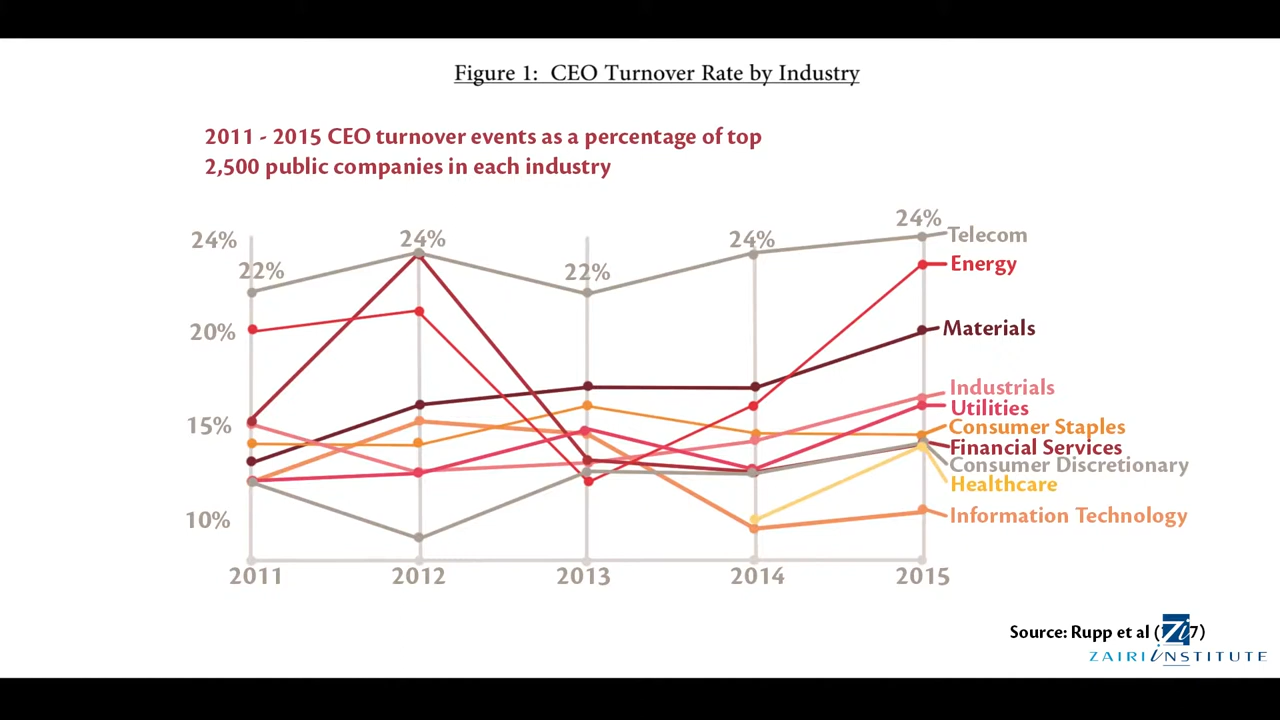 Figure 1: CEO Turnover Rate by Industry
2011 - 2015 CEO turnover events as a percentage of top
2,500 public companies in each industry
24%
22%
24%
22%
24%
24%
20%
15%
10%
Telecom
Energy
Materials
Industrials
Utilities
Consumer Staples
Financial Services
Consumer Discretionary
Healthcare
Information Technology
2011
2012
2013
2014
2015
Source: Rupp et al ( 7)
Zi
ZAIRI iNSTITUTE